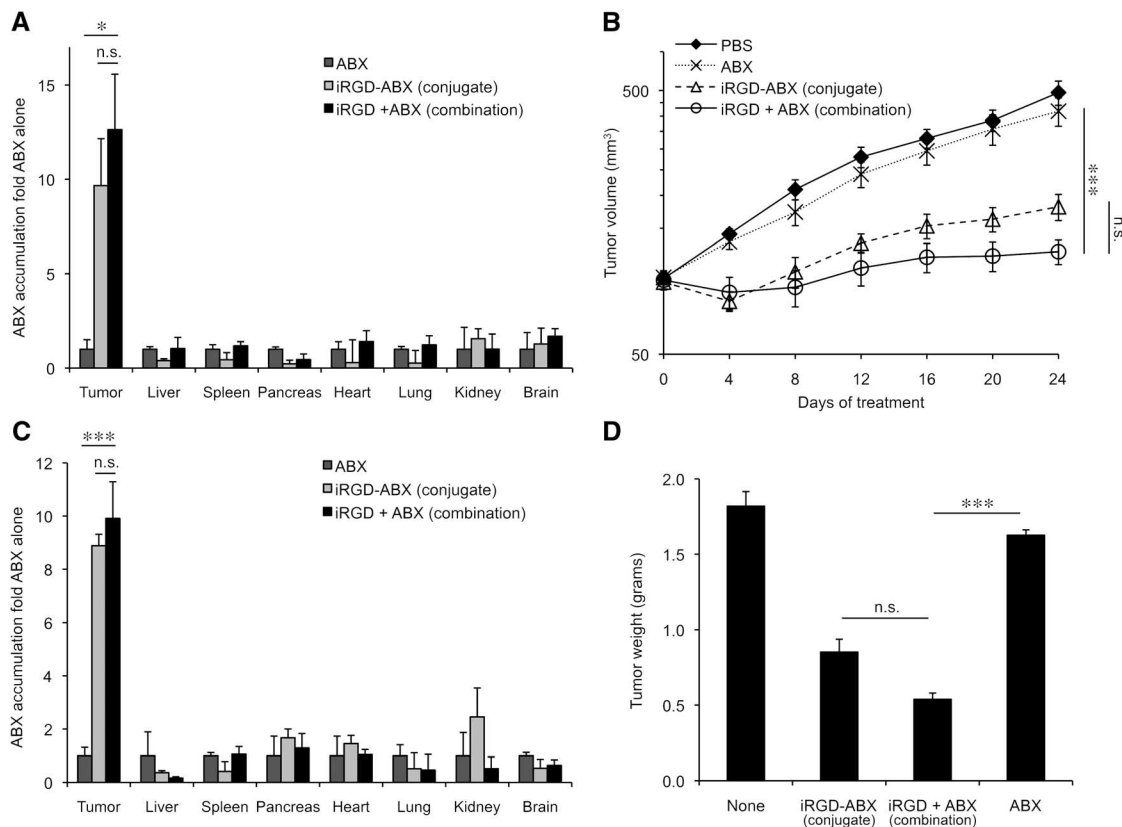 A
ABX accumulation fold ABX alone
15
10
5
0
*
n.s.
ABX
iRGD-ABX (conjugate)
iRGD +ABX (combination)
Tumor Liver Spleen Pancreas Heart Lung Kidney Brain
B
Tumor volume (mm³)
500
50
PBS
ABX
iRGD-ABX (conjugate)
iRGD + ABX (combination)
***
n.s.
0 4 8 12 16 20 24
Days of treatment
C
ABX accumulation fold ABX alone
12
10
8
6
4
2
0
***
n.s.
ABX
iRGD-ABX (conjugate)
iRGD + ABX (combination)
Tumor Liver Spleen Pancreas Heart Lung Kidney Brain
D
Tumor weight (grams)
2.0
1.5
1.0
0.5
0.0
***
n.s.
None iRGD-ABX iRGD + ABX ABX
(conjugate) (combination)